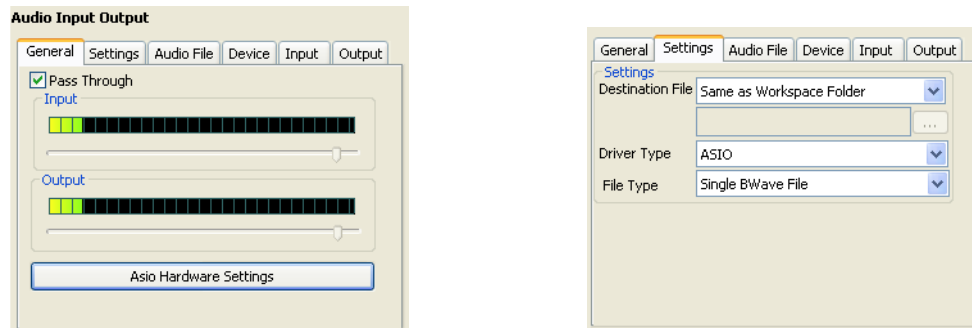 Audio Input Output
General Settings Audio File Device Input Output
Pass Through
Input
Output
Asio Hardware Settings
General Settings Audio File Device Input Output
Settings
Destination File Same as Workspace Folder
...
Driver Type ASIO
File Type Single BWave File